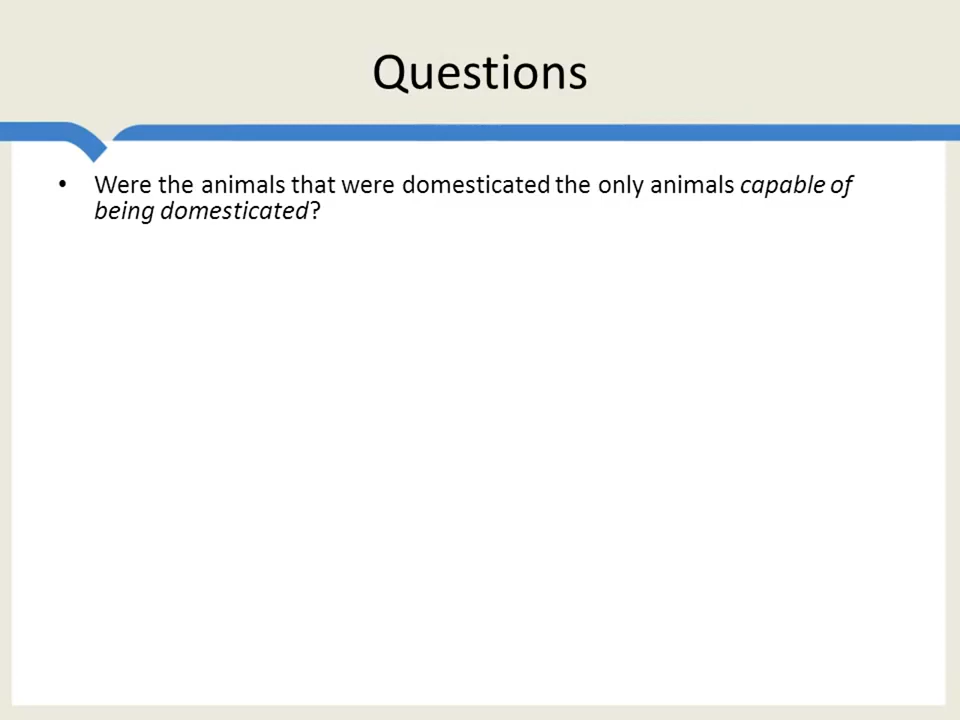 Questions
• Were the animals that were domesticated the only animals capable of
being domesticated?